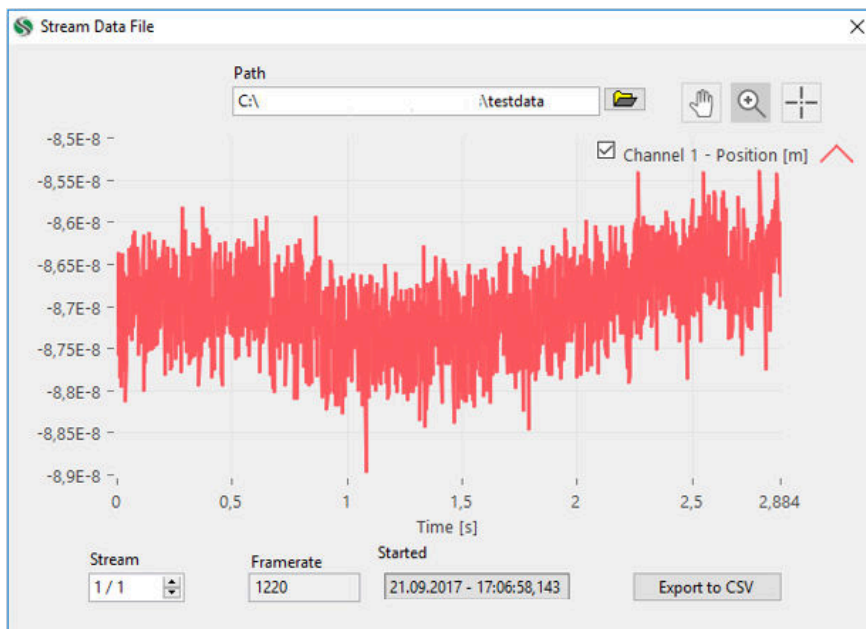 Stream Data File
Path
C:\ \testdata
Channel 1 - Position [m]
-8,5E-8
-8,55E-8
-8,6E-8
-8,65E-8
-8,7E-8
-8,75E-8
-8,8E-8
-8,85E-8
-8,9E-8
0 0,5 1 1,5 2 2,5 2,884
Time [s]
Stream Framerate Started
1 / 1 1220 21.09.2017 - 17:06:58,143 Export to CSV